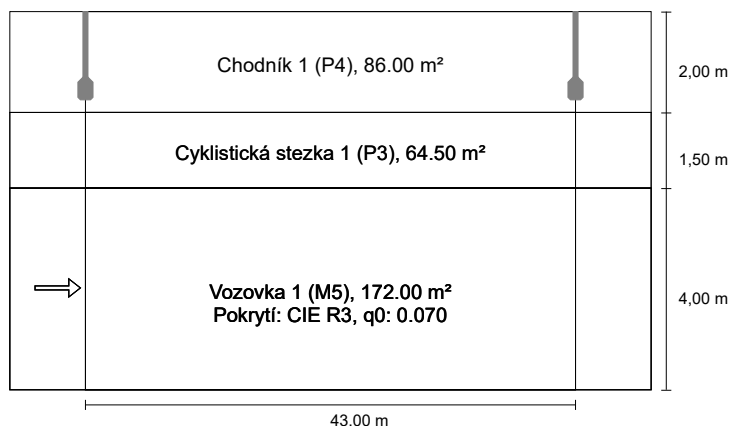 Chodník 1 (P4), 86.00 m²
2,00 m
Cyklistická stezka 1 (P3), 64.50 m²
1,50 m
Vozovka 1 (M5), 172.00 m²
Pokrytí: CIE R3, q0: 0.070
4,00 m
43.00 m